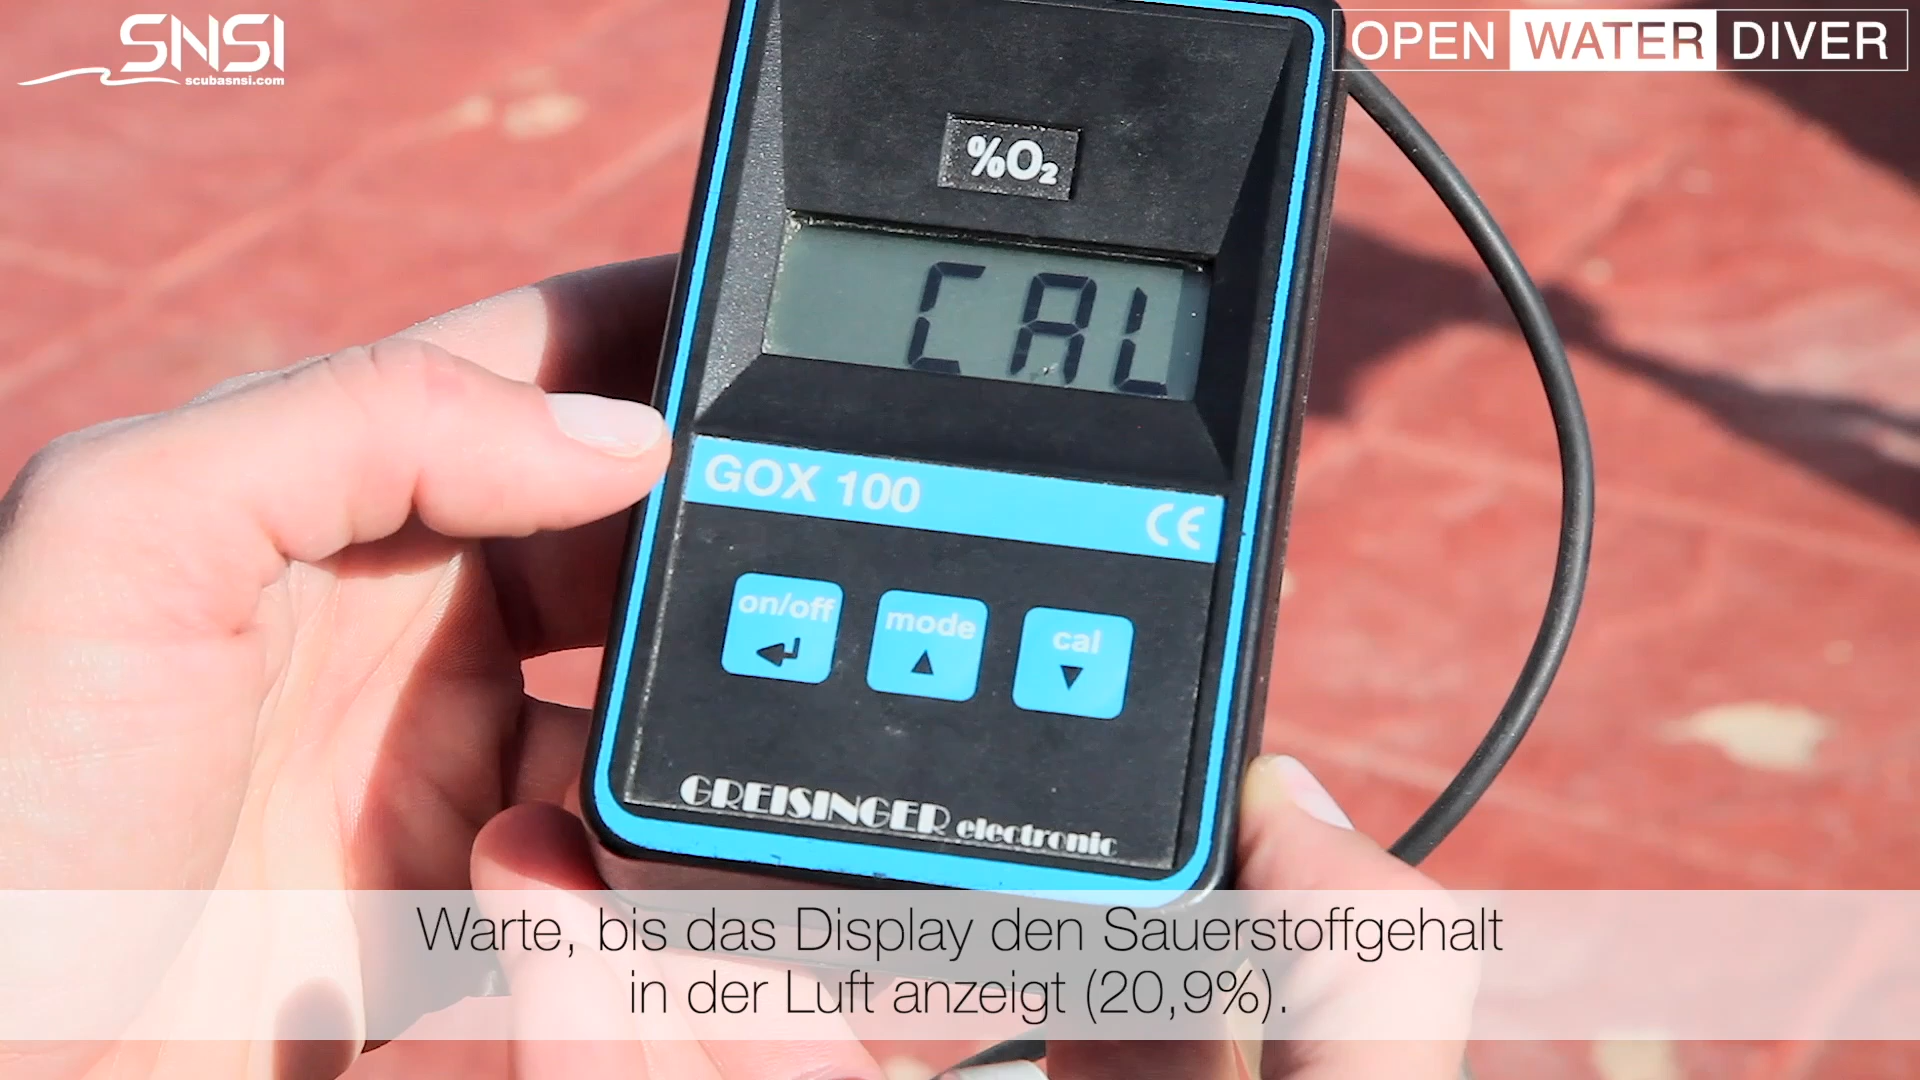 SNSI
scubasnsi.com
OPEN WATER DIVER
%O₂
CAL
GOX 100
CE
on/off
mode
cal
GREISINGER electronic
Warte, bis das Display den Sauerstoffgehalt
in der Luft anzeigt (20,9%).